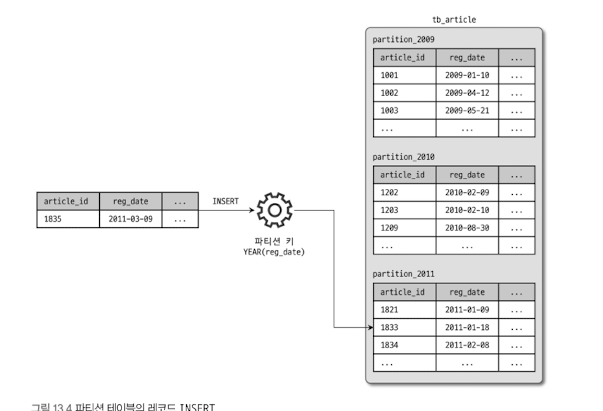 tb_article
partition_2009
article_id reg_date ...
1001 2009-01-10 ...
1002 2009-04-12 ...
1003 2009-05-21 ...
... ... ...
partition_2010
article_id reg_date ...
1202 2010-02-09 ...
1203 2010-02-10 ...
1209 2010-08-30 ...
... ... ...
article_id reg_date ...
1835 2011-03-09 ...
INSERT
파티션 키
YEAR(reg_date)
partition_2011
article_id reg_date ...
1821 2011-01-09 ...
1833 2011-01-18 ...
1834 2011-02-08 ...
... ... ...
그림 13.4 파티션 테이블의 레코드 INSERT